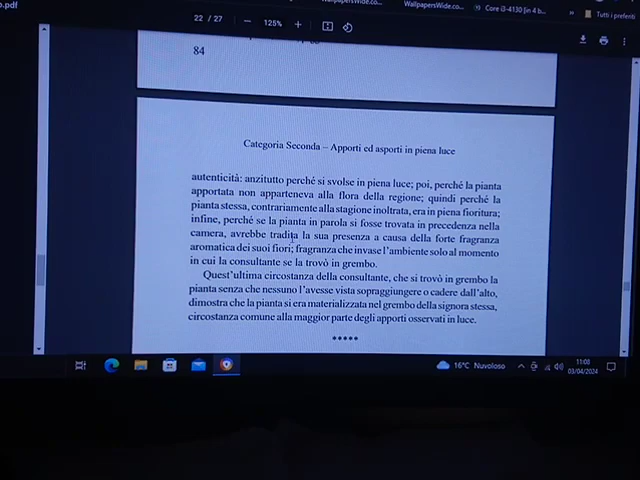 .pdf
WallpapersWide.co...
WallpapersWide.co...
Core i3-4130 [in 4 b...
»
Tutti i preferiti
22 / 27
125%
84
Categoria Seconda – Apporti ed asporti in piena luce
autenticità: anzitutto perché si svolse in piena luce; poi, perché la pianta
apportata non apparteneva alla flora della regione; quindi perché la
pianta stessa, contrariamente alla stagione inoltrata, era in piena fioritura;
infine, perché se la pianta in parola si fosse trovata in precedenza nella
camera, avrebbe tradita la sua presenza a causa della forte fragranza
aromatica dei suoi fiori; fragranza che invase l'ambiente solo al momento
in cui la consultante se la trovò in grembo.
Quest'ultima circostanza della consultante, che si trovò in grembo la
pianta senza che nessuno l'avesse vista sopraggiungere o cadere dall'alto,
dimostra che la pianta si era materializzata nel grembo della signora stessa,
circostanza comune alla maggior parte degli apporti osservati in luce.
*****
16°C Nuvoloso
11:00
03/04/2024